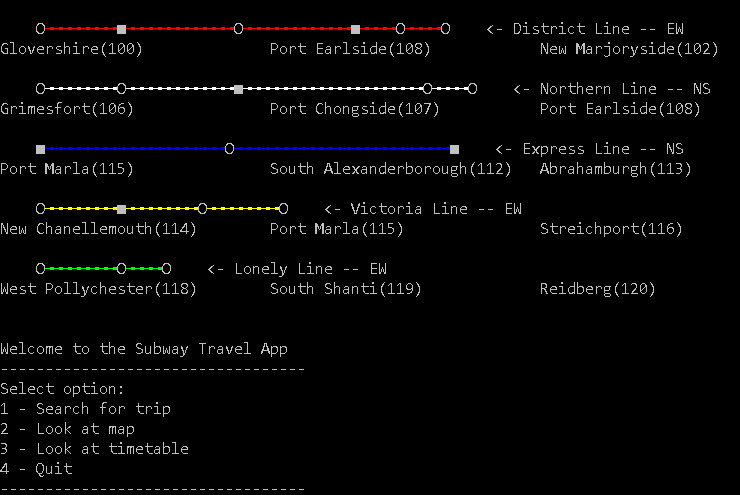 <- District Line -- EW
Glovershire(100) Port Earlside(108) New Marjoryside(102)
<- Northern Line -- NS
Grimesfort(106) Port Chongside(107) Port Earlside(108)
<- Express Line -- NS
Port Marla(115) South Alexanderborough(112) Abrahamburgh(113)
<- Victoria Line -- EW
New Chanellemouth(114) Port Marla(115) Streichport(116)
<- Lonely Line -- EW
West Pollychester(118) South Shanti(119) Reidberg(120)
Welcome to the Subway Travel App
----------------------------------
Select option:
1 - Search for trip
2 - Look at map
3 - Look at timetable
4 - Quit
----------------------------------